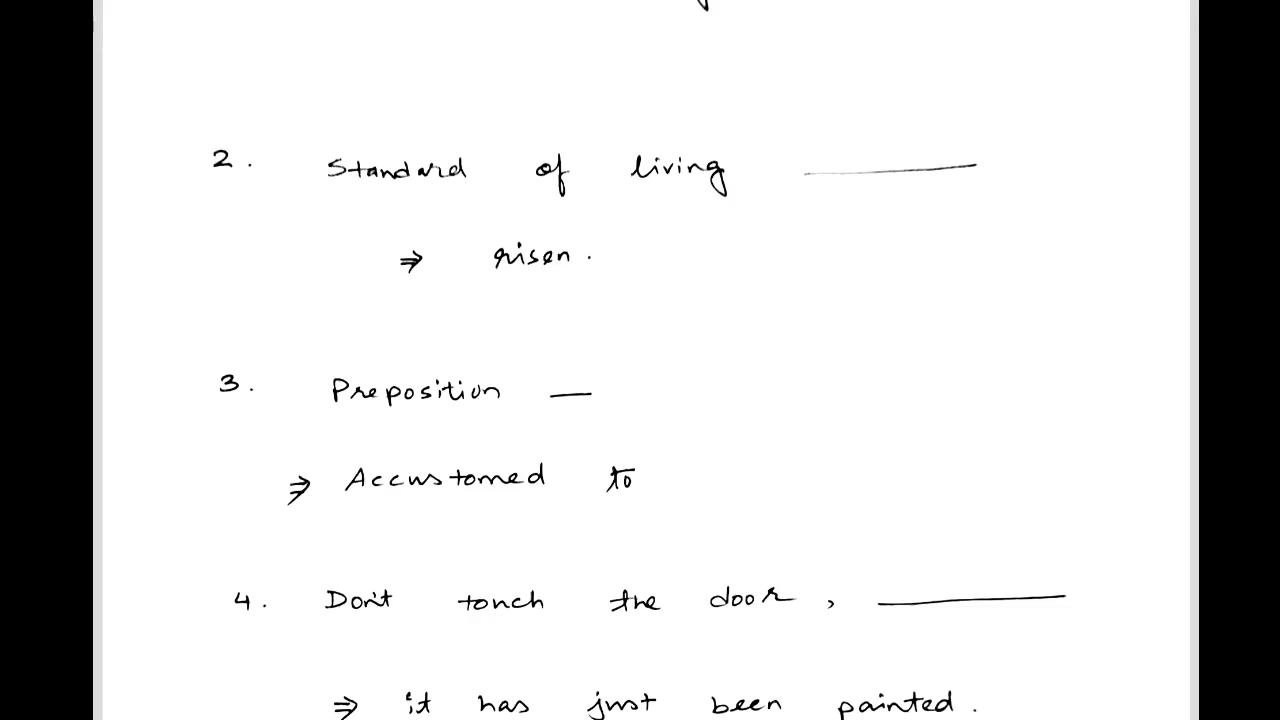 2. Standard of living ______
⇒ risen.
3. Preposition __
⇒ Accustomed to
4. Don't touch the door, ______
⇒ it has just been painted.